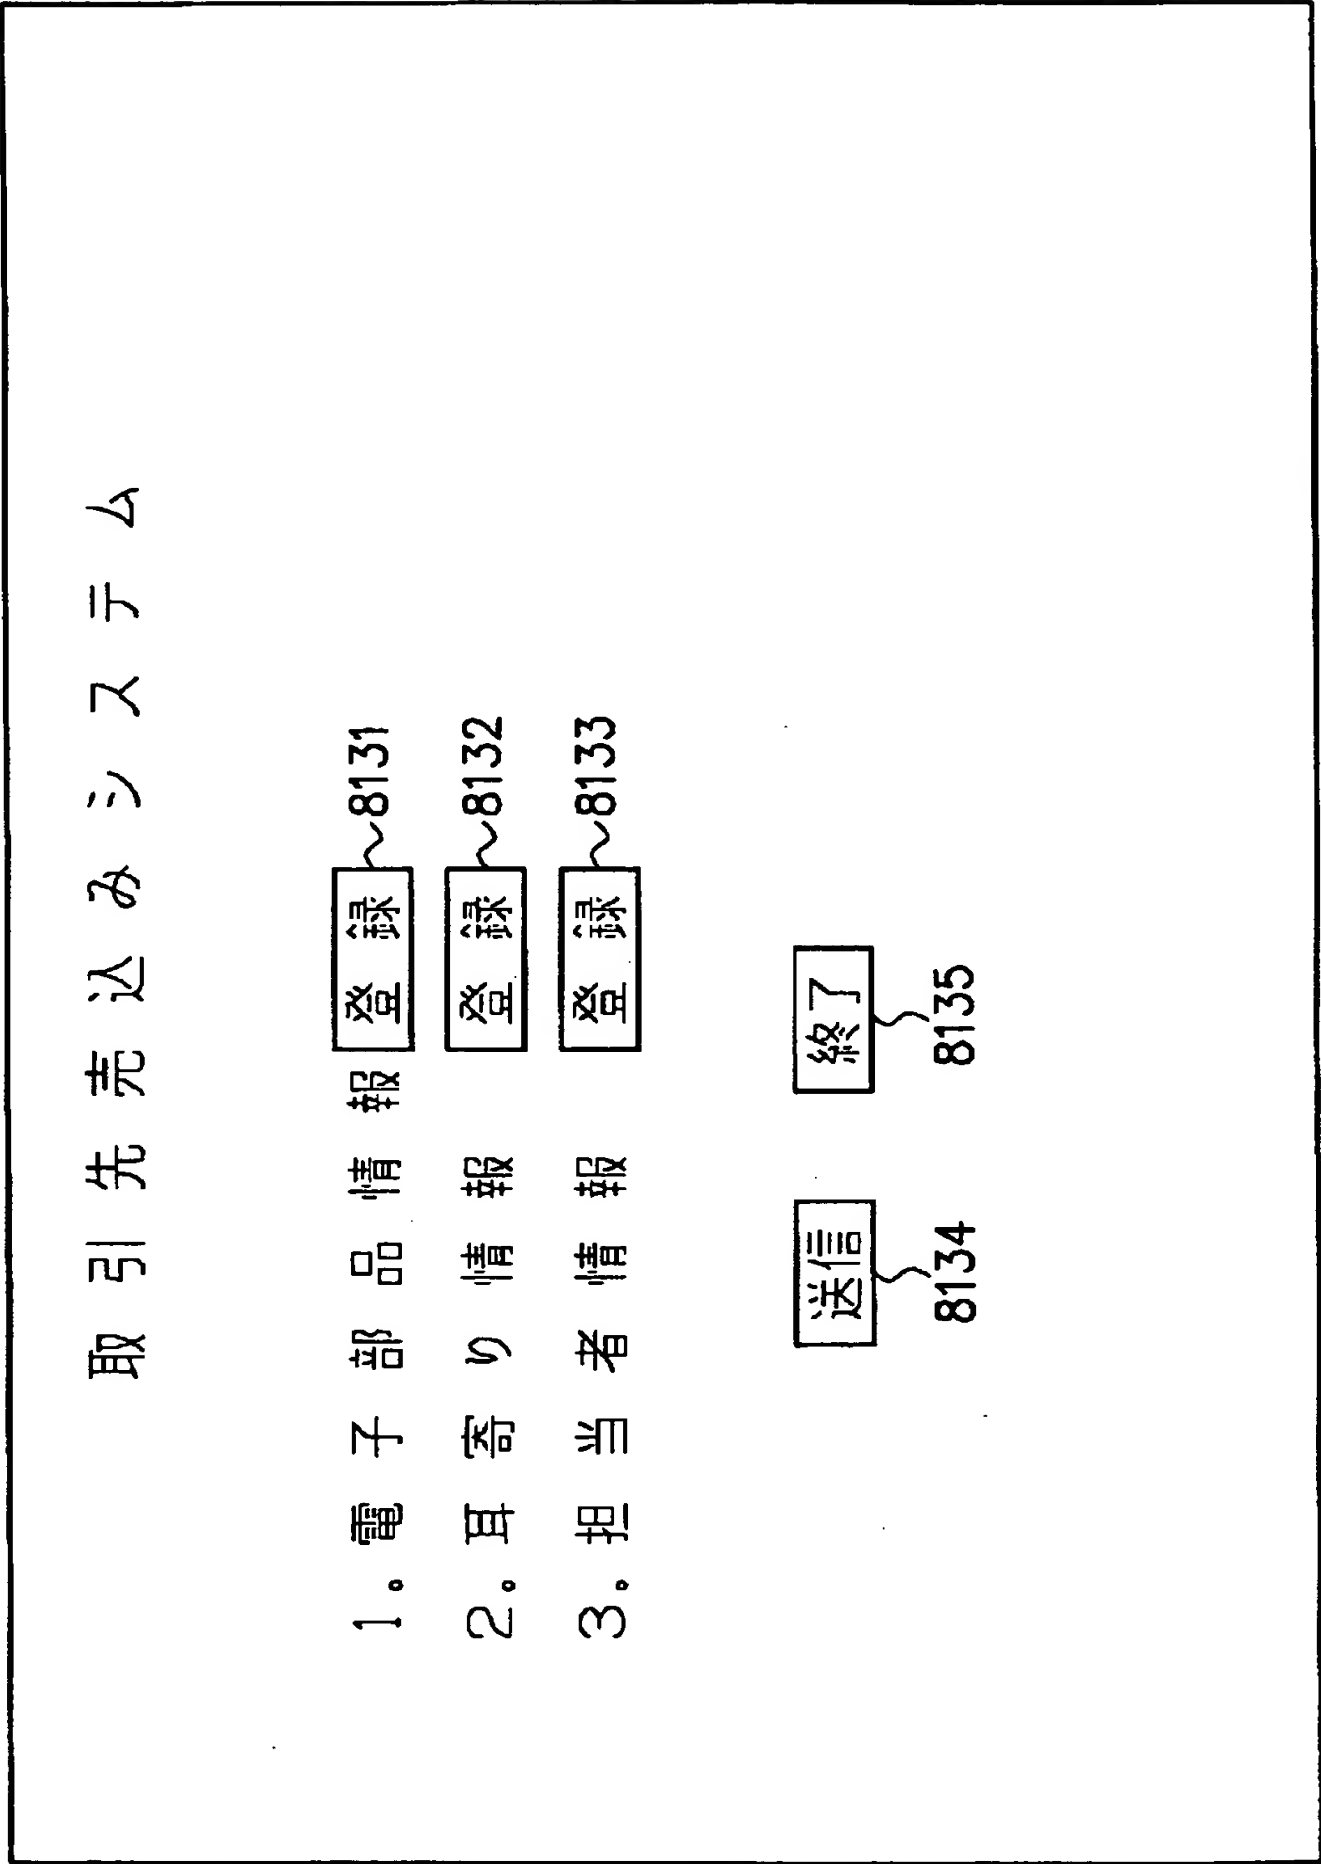 取引先売込みシステム
1。電子部品情報 登録 8131
2。耳寄り情報 登録 8132
3。担当者情報 登録 8133
送信 終了
8134 8135